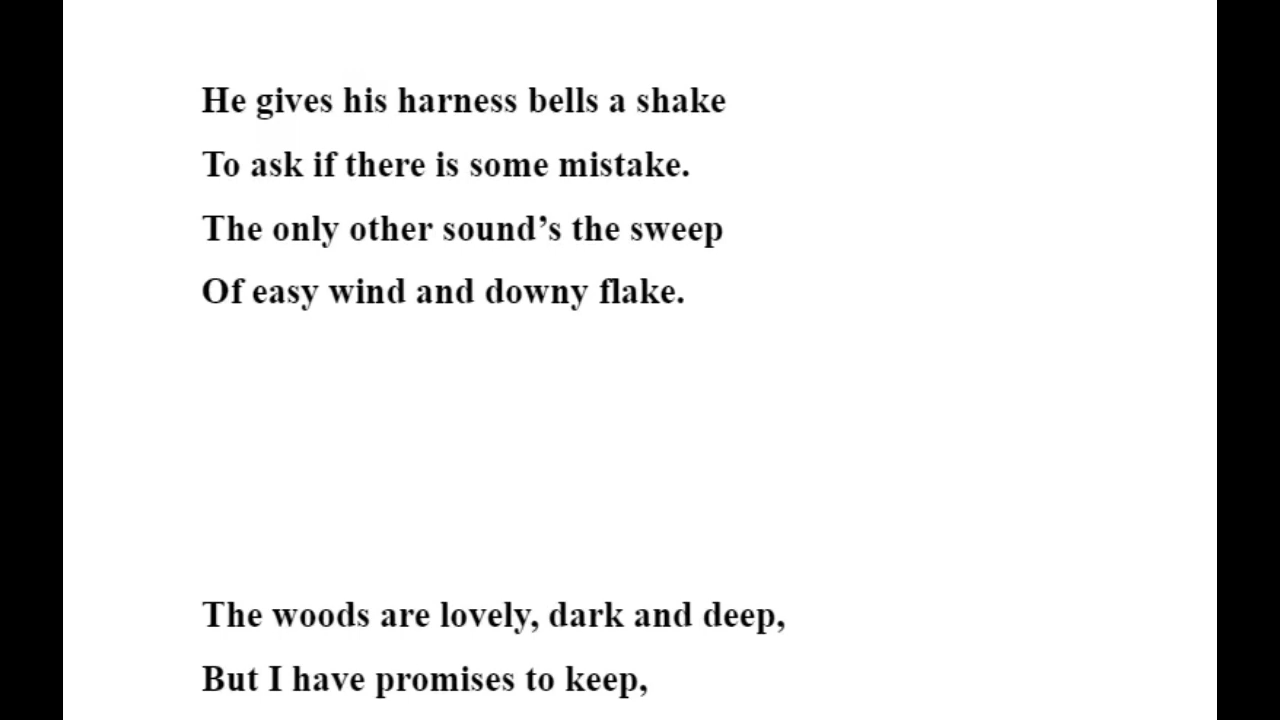 He gives his harness bells a shake
To ask if there is some mistake.
The only other sound’s the sweep
Of easy wind and downy flake.
The woods are lovely, dark and deep,
But I have promises to keep,